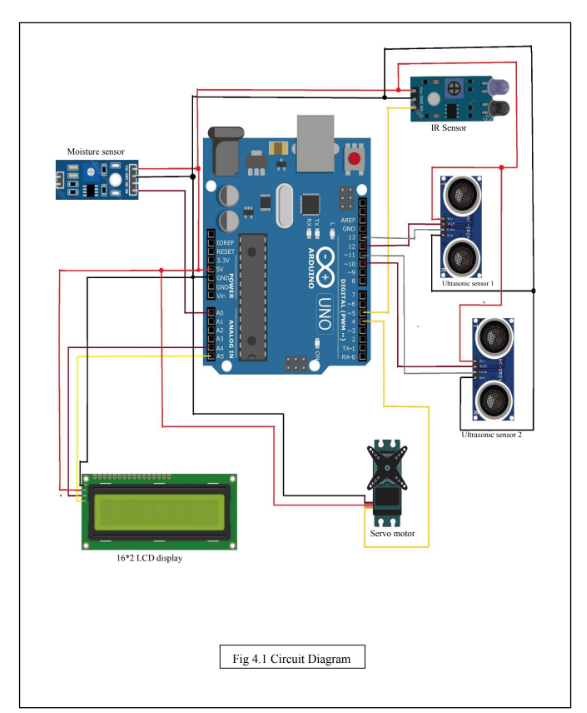 Moisture sensor
IR Sensor
Ultrasonic sensor 1
Ultrasonic sensor 2
Servo motor
16*2 LCD display
IOREF
RESET
3.3V
5V
GND
GND
Vin
POWER
A0
A1
A2
A3
A4
A5
ANALOG IN
AREF
GND
13
12
~11
~10
~9
8
7
~6
~5
4
~3
2
TX-1
RX-0
DIGITAL (PWM ~)
L
TX
RX
ARDUINO
UNO
ON
Fig 4.1 Circuit Diagram